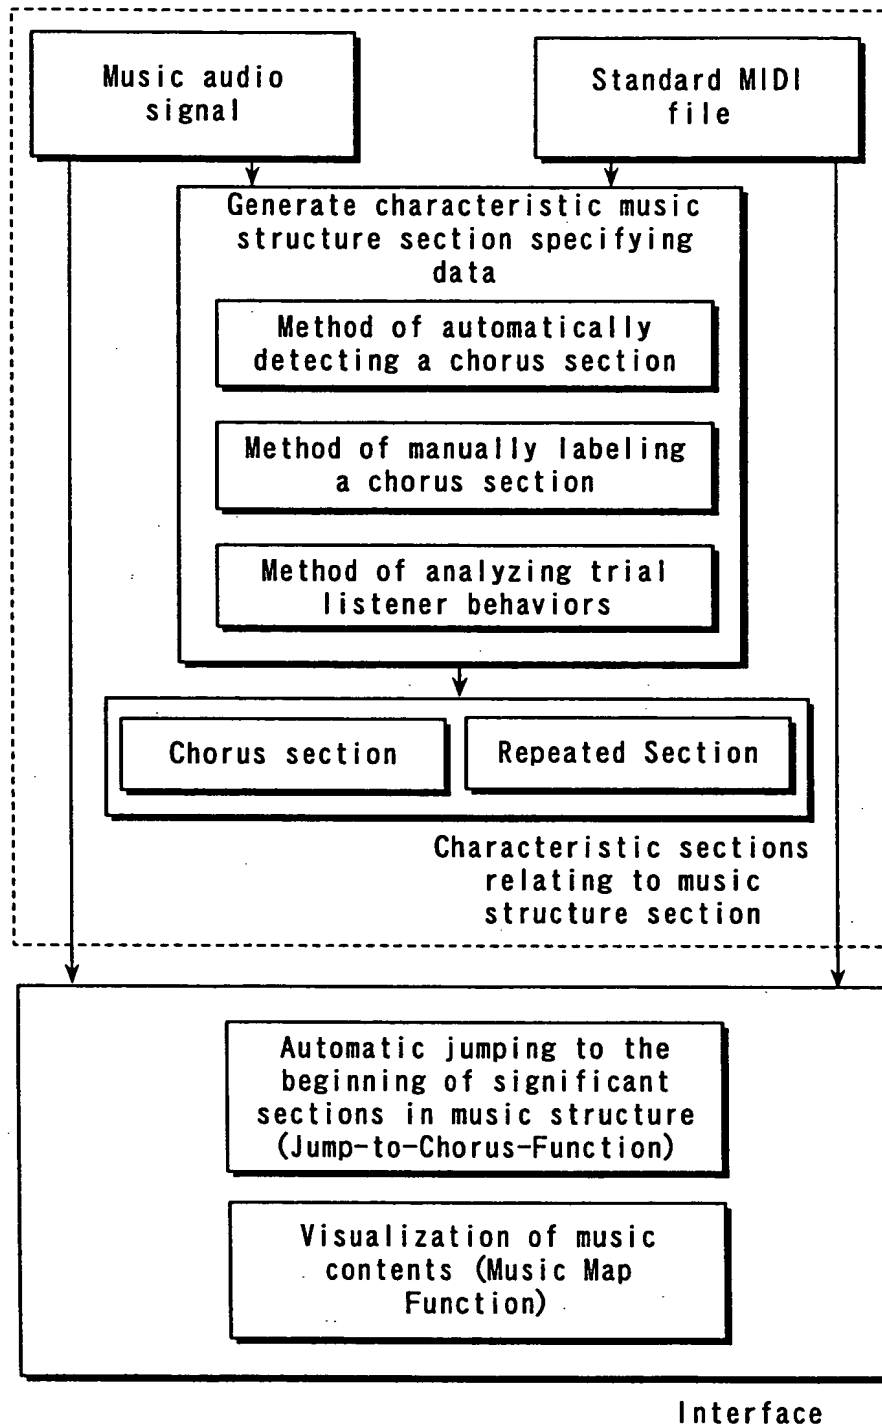 Music audio
signal
Standard MIDI
file
Generate characteristic music
structure section specifying
data
Method of automatically
detecting a chorus section
Method of manually labeling
a chorus section
Method of analyzing trial
listener behaviors
Chorus section
Repeated Section
Characteristic sections
relating to music
structure section
Automatic jumping to the
beginning of significant
sections in music structure
(Jump-to-Chorus-Function)
Visualization of music
contents (Music Map
Function)
Interface